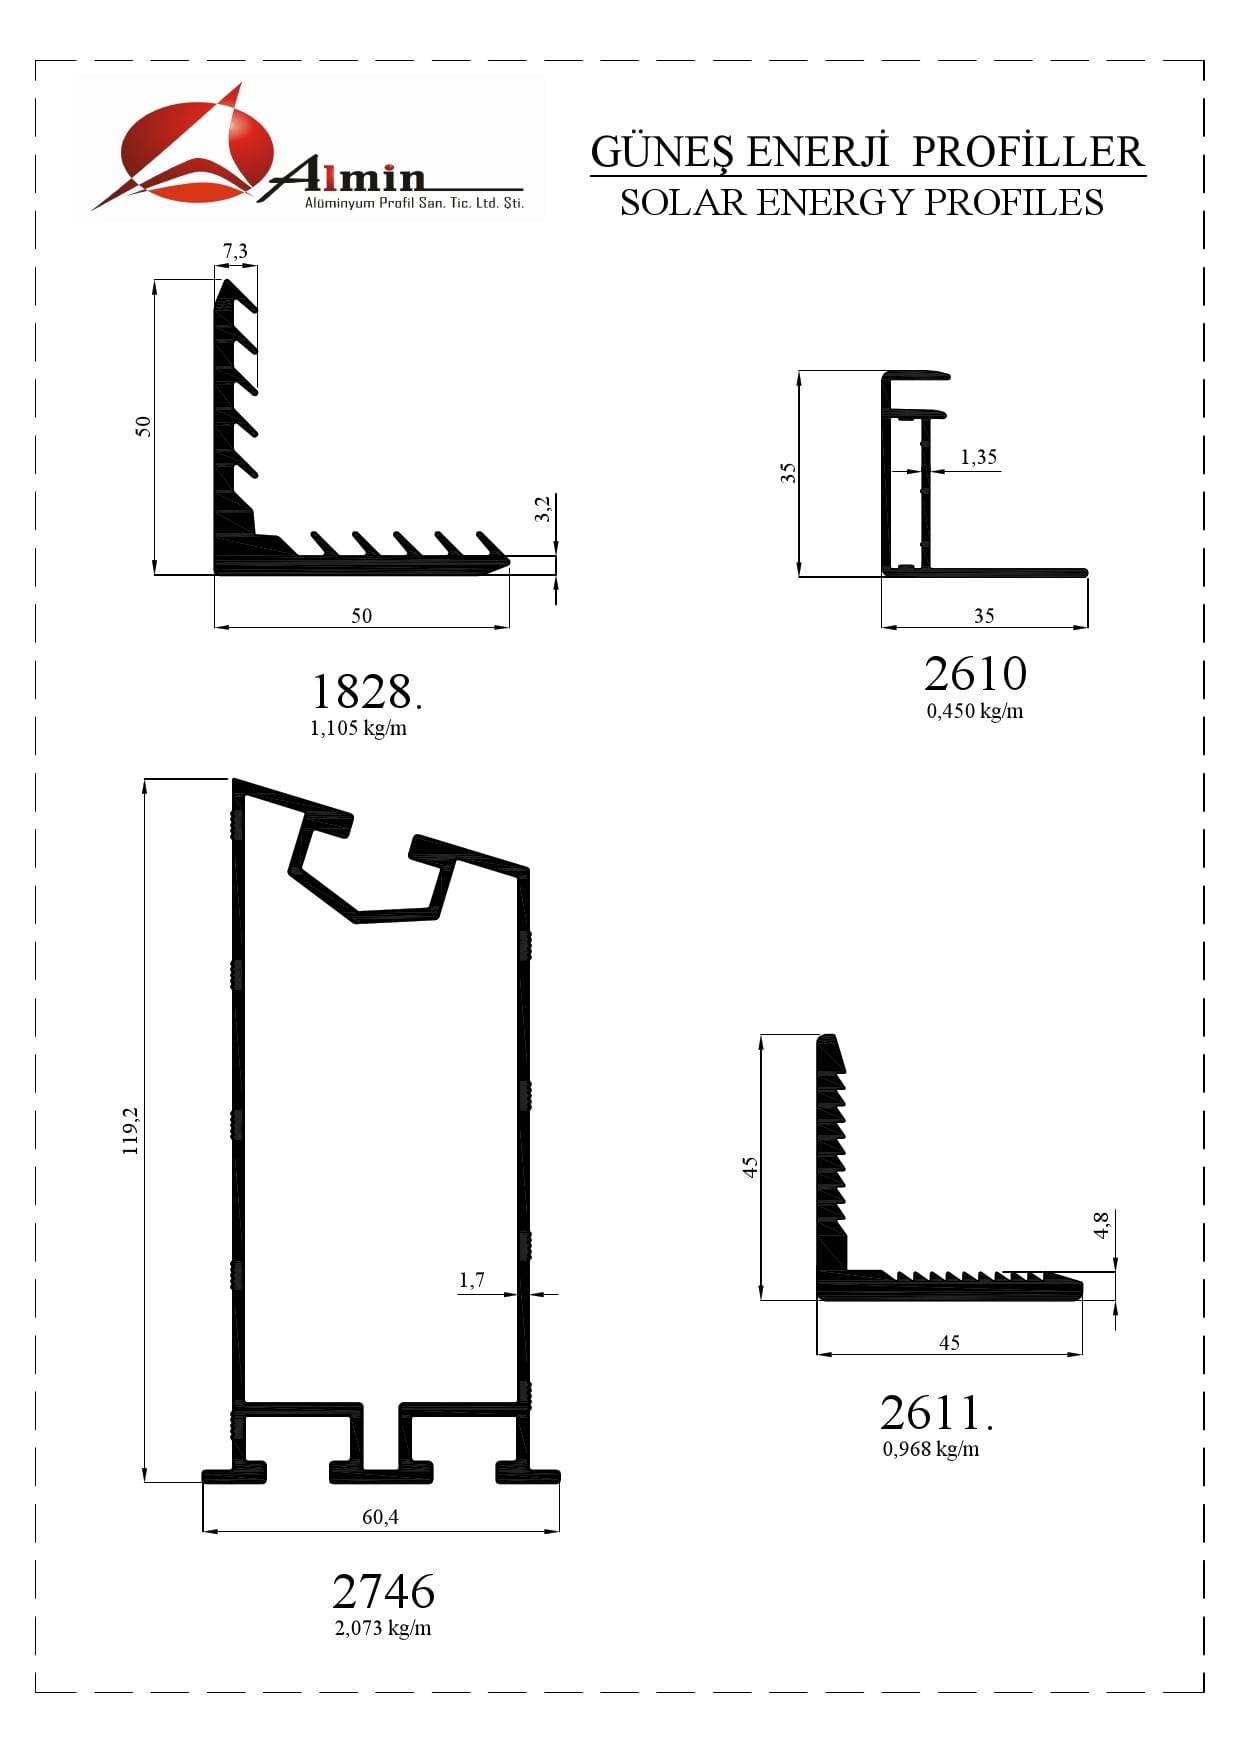 Almin
Alüminyum Profil San. Tic. Ltd. Şti.
GÜNEŞ ENERJİ PROFİLLER
SOLAR ENERGY PROFILES
7,3
50
3,2
50
1828.
1,105 kg/m
35
1,35
35
2610
0,450 kg/m
119,2
1,7
60,4
2746
2,073 kg/m
45
4,8
45
2611.
0,968 kg/m